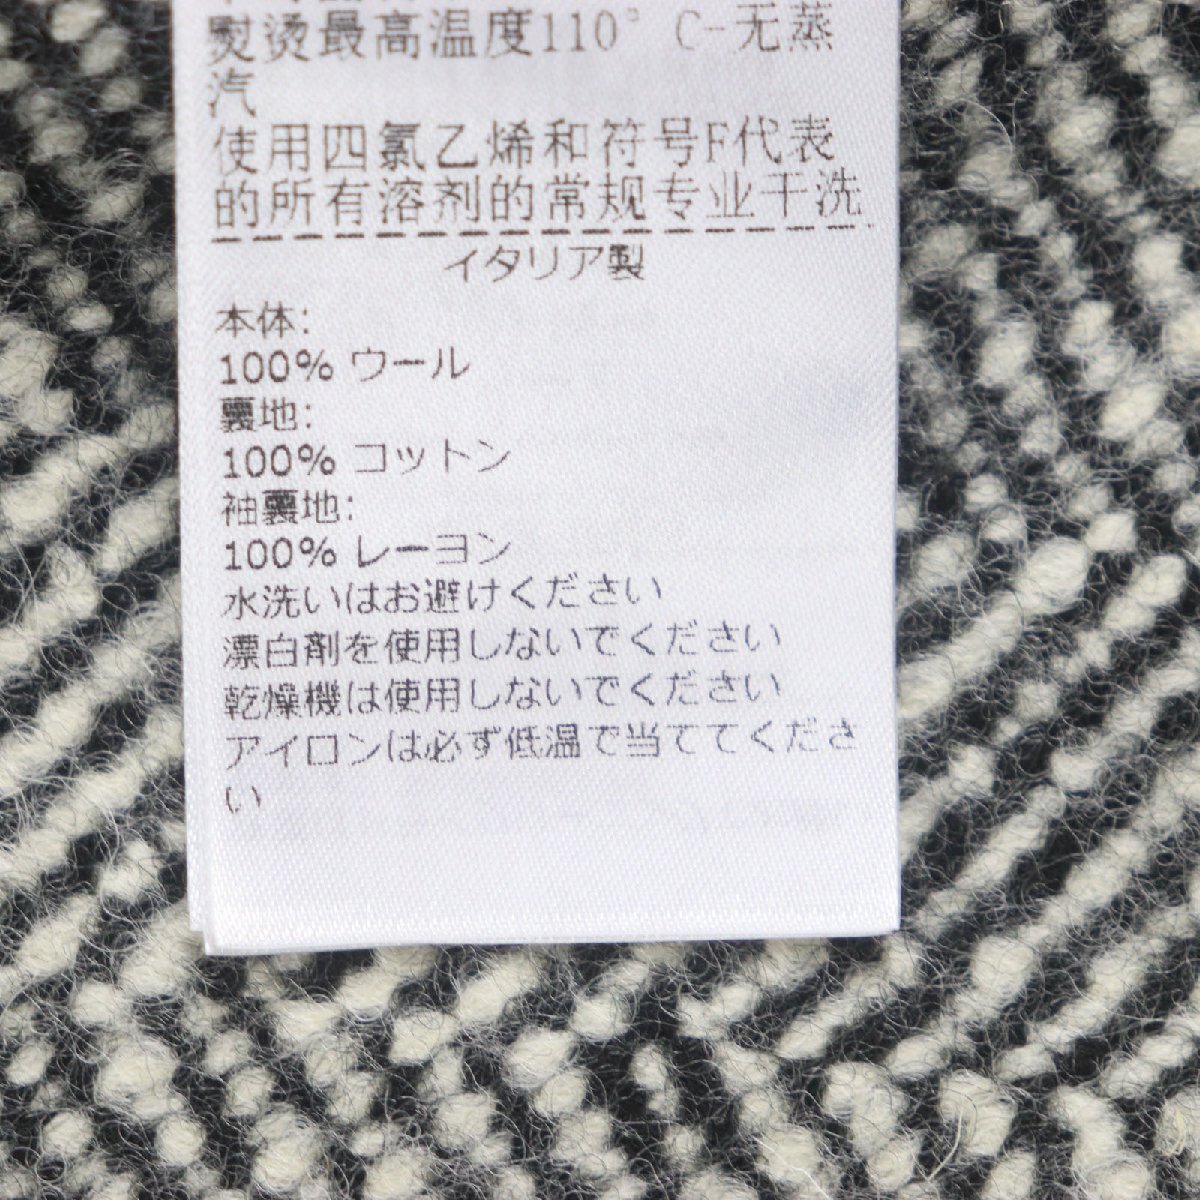 熨烫最高温度110° C-无蒸
汽
使用四氯乙烯和符号F代表
的所有溶剂的常规专业干洗
イタリア製
本体:
100% ウール
裏地:
100% コットン
袖裏地:
100% レーヨン
水洗いはお避けください
漂白剤を使用しないでください
乾燥機は使用しないでください
アイロンは必ず低温で当ててくださ
い